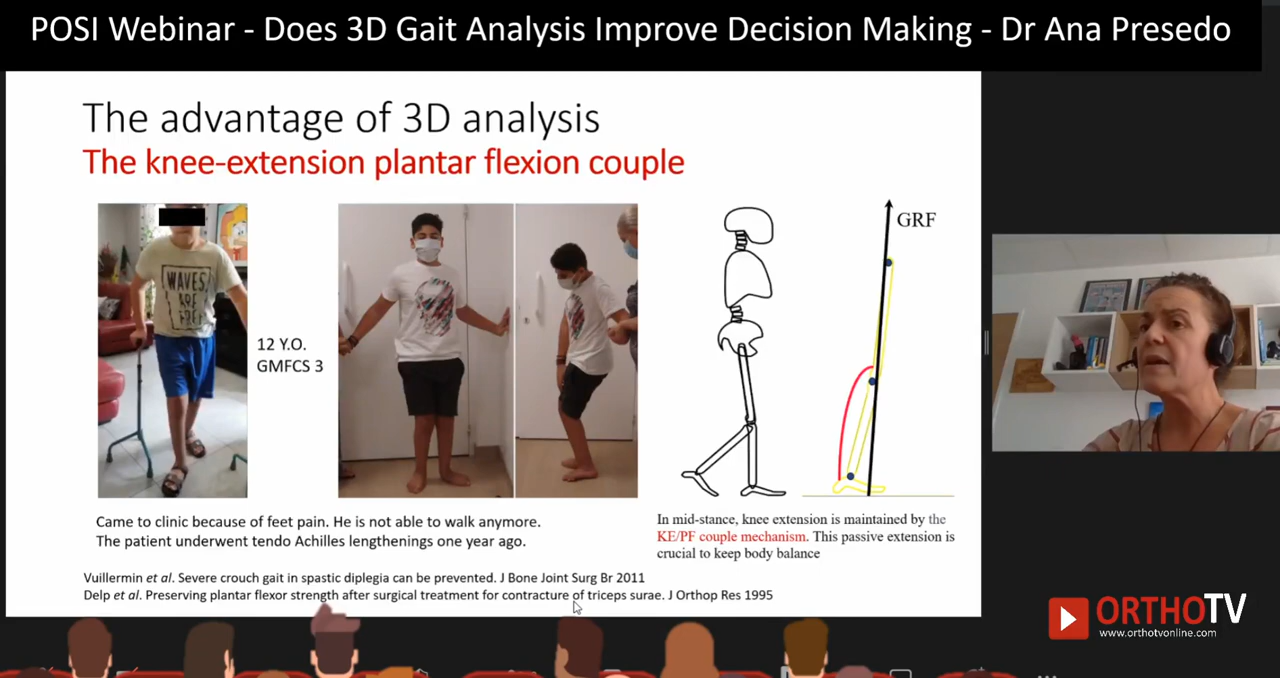 POSI Webinar - Does 3D Gait Analysis Improve Decision Making - Dr Ana Presedo
The advantage of 3D analysis
The knee-extension plantar flexion couple
WAVES
ARE
FREE
12 Y.O.
GMFCS 3
GRF
Came to clinic because of feet pain. He is not able to walk anymore.
The patient underwent tendo Achilles lengthenings one year ago.
In mid-stance, knee extension is maintained by the
KE/PF couple mechanism. This passive extension is
crucial to keep body balance
Vuillermin et al. Severe crouch gait in spastic diplegia can be prevented. J Bone Joint Surg Br 2011
Delp et al. Preserving plantar flexor strength after surgical treatment for contracture of triceps surae. J Orthop Res 1995
ORTHOTV
www.orthotvonline.com